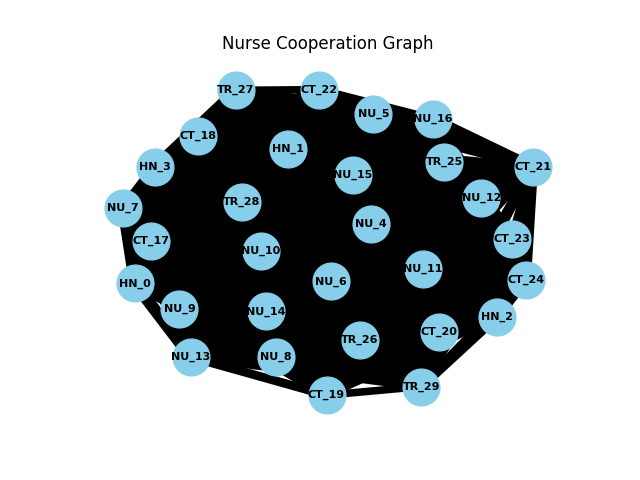 Nurse Cooperation Graph
TR_27
CT_22
NU_5
NU_16
CT_18
HN_1
TR_25
HN_3
CT_21
NU_15
NU_12
TR_28
NU_7
NU_4
CT_17
CT_23
NU_10
NU_11
HN_0
NU_6
CT_24
NU_9
NU_14
HN_2
CT_20
TR_26
NU_13
NU_8
TR_29
CT_19